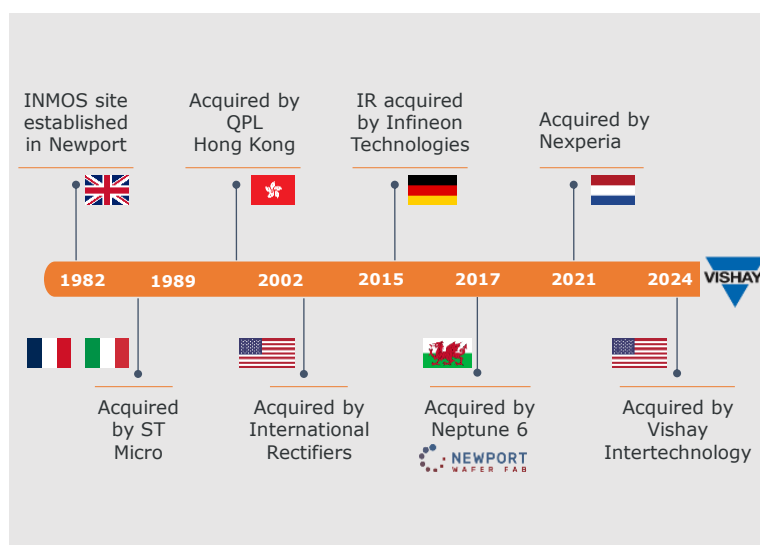 INMOS site
established
in Newport
Acquired by
QPL
Hong Kong
IR acquired
by Infineon
Technologies
Acquired by
Nexperia
1982
1989
2002
2015
2017
2021
2024
VISHAY
Acquired
by ST
Micro
Acquired by
International
Rectifiers
Acquired by
Neptune 6
NEWPORT
WAFER FAB
Acquired by
Vishay
Intertechnology